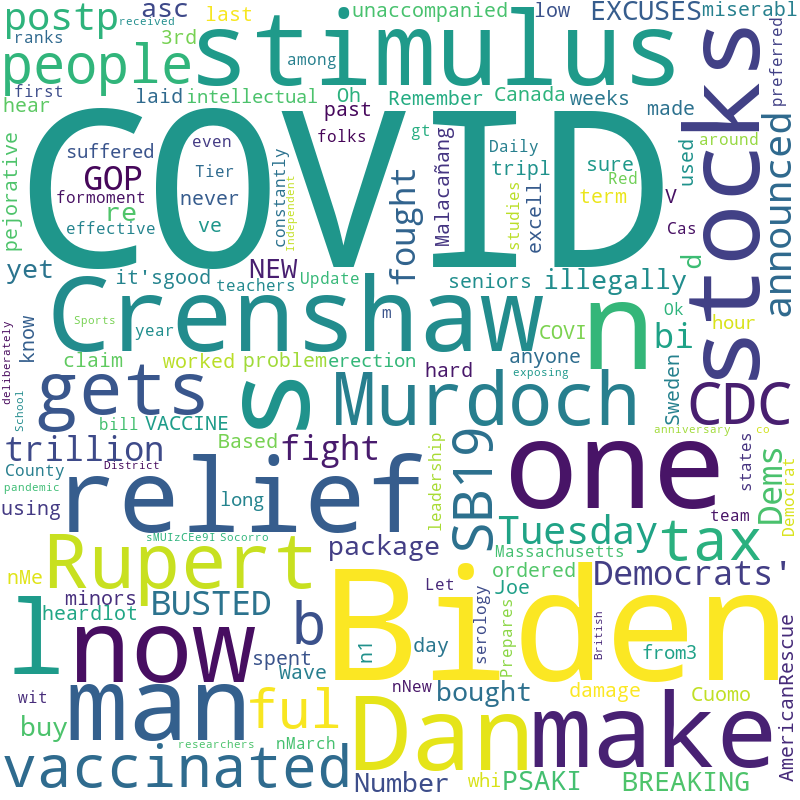 postp
received
ranks
asc
last
3rd
unaccompanied
low
EXCUSES
miserabl
people
stimulus
among
stocks
preferred
first
hear
laid
intellectual
Oh
past
Remember
Canada
weeks
made
folks
gt
COVID
suffered
GOP
formoment
re
effective
even
Tier
never
ve
constantly
Independent
pejorative
fought
Malacañang
Daily
tripl
studies
excell
sure
Red
term
V
Cas
used
around
announced
d
yet
it'sgood
NEW
teachers
Update
seniors
illegally
Crenshaw
n
Ok
bi
hour
deliberately
know
Sports
year
m
COVI
anyone
School
claim
worked
problem
erection
hard
exposing
Sweden
gets
s
Murdoch
CDC
bill
VACCINE
Based
anniversary
co
trillion
fight
County
District
pandemic
using
relief
long
leadership
SB19
one
states
Dems
Democrat
team
sMUIzCEe9I
Socorro
Rupert
package
Tuesday
tax
Massachusetts
nMe
minors
heardlot
BUSTED
ordered
Joe
Democrats'
Let
serology
Prepares
British
l
now
b
Biden
spent
wave
n1
day
from3
AmericanRescue
wit
man
ful
nNew
bought
damage
Cuomo
buy
researchers
nMarch
Dan
make
vaccinated
Number
whi
PSAKI
BREAKING